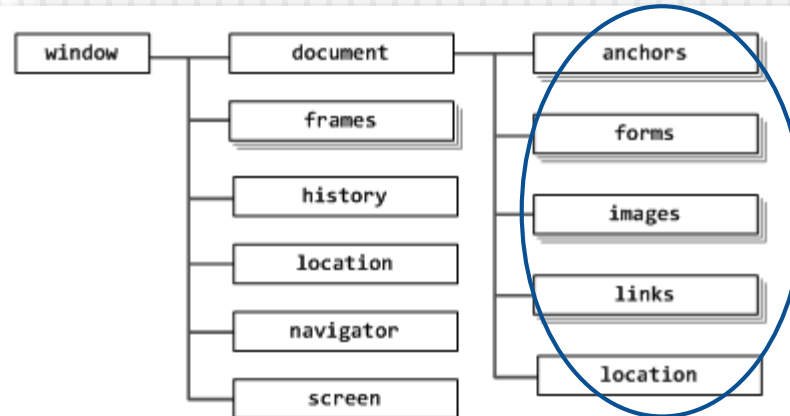 window
document
anchors
frames
forms
history
images
location
links
navigator
location
screen